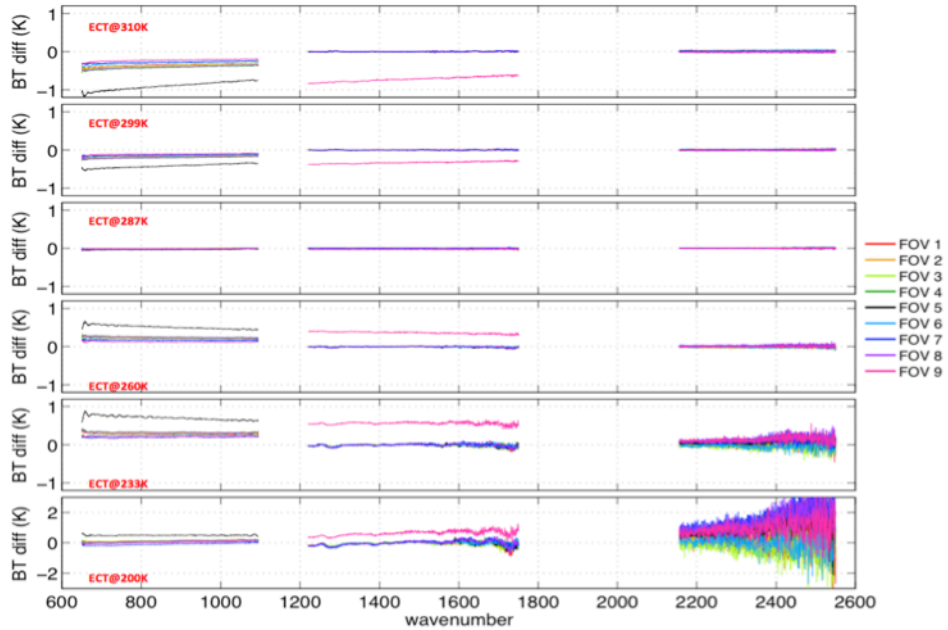 BT diff (K)
1
0
−1
ECT@310K
BT diff (K)
1
0
−1
ECT@299K
BT diff (K)
1
0
−1
ECT@287K
BT diff (K)
1
0
−1
ECT@260K
BT diff (K)
1
0
−1
ECT@233K
BT diff (K)
2
0
−2
ECT@200K
600 800 1000 1200 1400 1600 1800 2000 2200 2400 2600
wavenumber
FOV 1
FOV 2
FOV 3
FOV 4
FOV 5
FOV 6
FOV 7
FOV 8
FOV 9